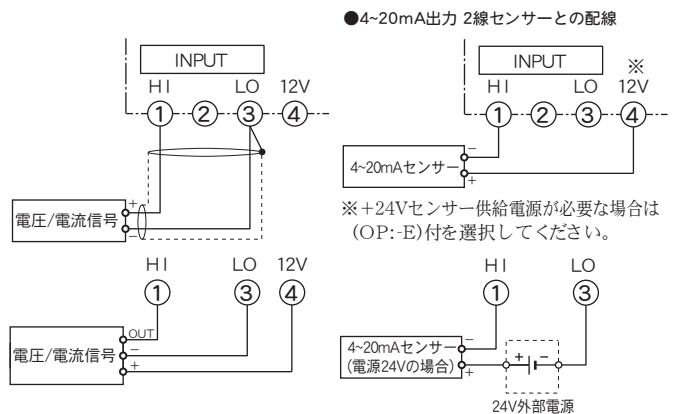 ●4~20mA出力 2線センサーとの配線
INPUT
HI LO 12V
① ② ③ ④
+
電圧/電流信号
−
INPUT
※
HI LO 12V
① ② ③ ④
−
4~20mAセンサー
+
※+24Vセンサー供給電源が必要な場合は
(OP:-E)付を選択してください。
HI LO 12V
① ③ ④
OUT
電圧/電流信号
−
+
HI LO
① ③
−
4~20mAセンサー
(電源24Vの場合)
+
+ −
24V外部電源